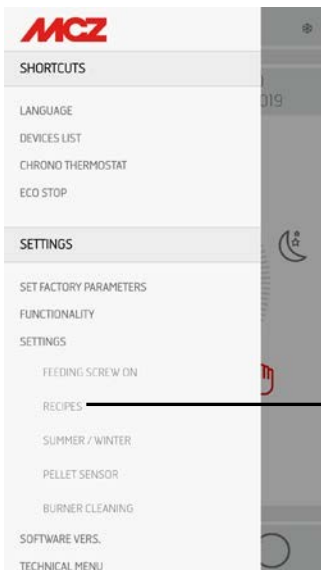 MCZ
SHORTCUTS
LANGUAGE
DEVICES LIST
CHRONO THERMOSTAT
ECO STOP
SETTINGS
SET FACTORY PARAMETERS
FUNCTIONALITY
SETTINGS
FEEDING SCREW ON
RECIPES
SUMMER / WINTER
PELLET SENSOR
BURNER CLEANING
SOFTWARE VERS.
TECHNICAL MENU
019